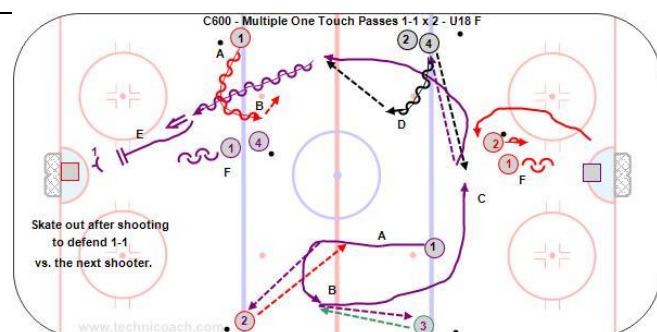 C600 - Multiple One Touch Passes 1-1 x 2 - U18 F
1
2
4
A
B
D
E
1
2
1
4
1
F
F
C
Skate out after shooting
to defend 1-1
vs. the next shooter.
A
1
B
2
3
www.technicoach.com